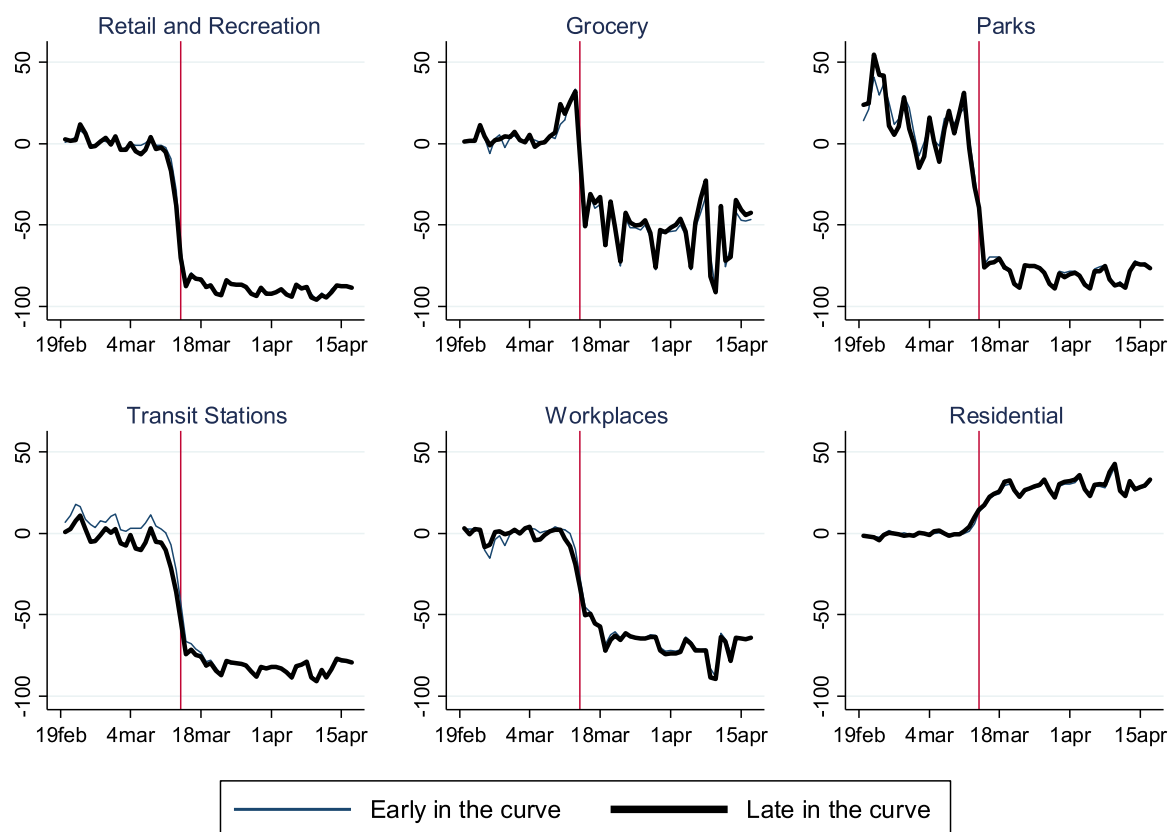 Retail and Recreation
50
0
-50
-100
19feb 4mar 18mar 1apr 15apr
Grocery
50
0
-50
-100
19feb 4mar 18mar 1apr 15apr
Parks
50
0
-50
-100
19feb 4mar 18mar 1apr 15apr
Transit Stations
50
0
-50
-100
19feb 4mar 18mar 1apr 15apr
Workplaces
50
0
-50
-100
19feb 4mar 18mar 1apr 15apr
Residential
50
0
-50
-100
19feb 4mar 18mar 1apr 15apr
Early in the curve Late in the curve